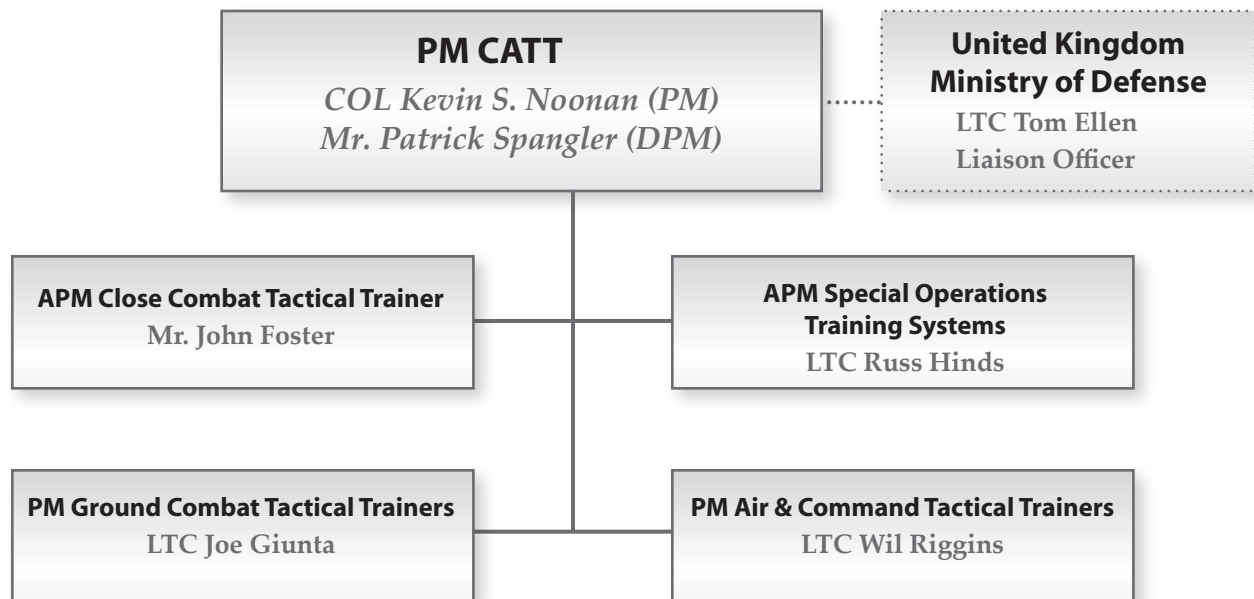 PM CATT
COL Kevin S. Noonan (PM)
Mr. Patrick Spangler (DPM)
United Kingdom
Ministry of Defense
LTC Tom Ellen
Liaison Officer
APM Close Combat Tactical Trainer
Mr. John Foster
APM Special Operations
Training Systems
LTC Russ Hinds
PM Ground Combat Tactical Trainers
LTC Joe Giunta
PM Air & Command Tactical Trainers
LTC Wil Riggins